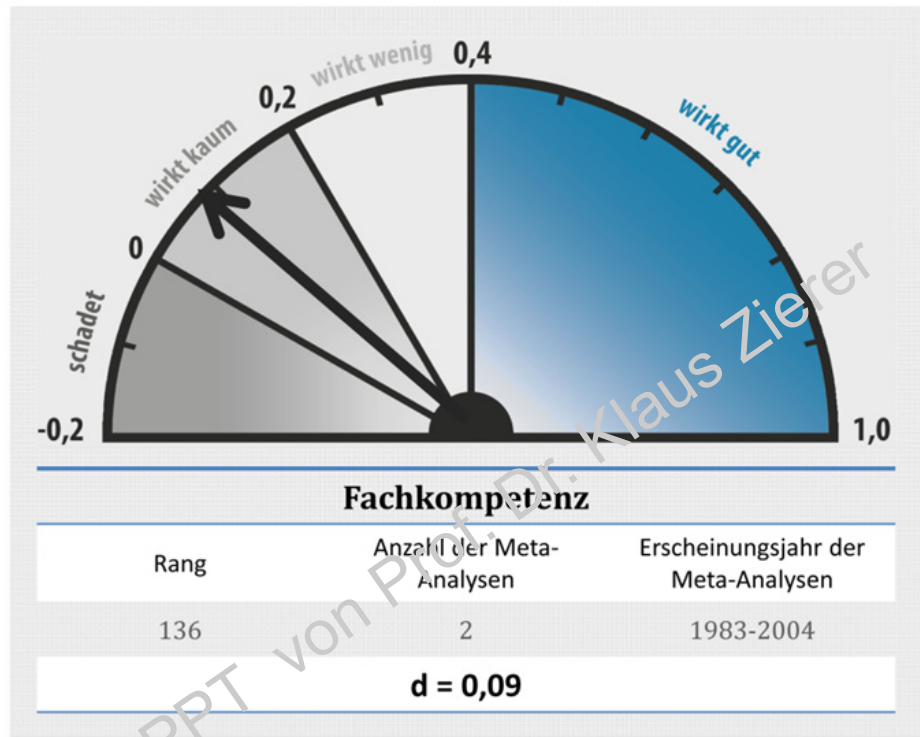 0,4
wirkt wenig
0,2
wirkt gut
wirkt kaum
0
schadet
-0,2
1,0
Fachkompetenz
Rang
Anzahl der Meta-
Analysen
Erscheinungsjahr der
Meta-Analysen
136
2
1983-2004
d = 0,09
PPT von Prof. Dr. Klaus Zierer